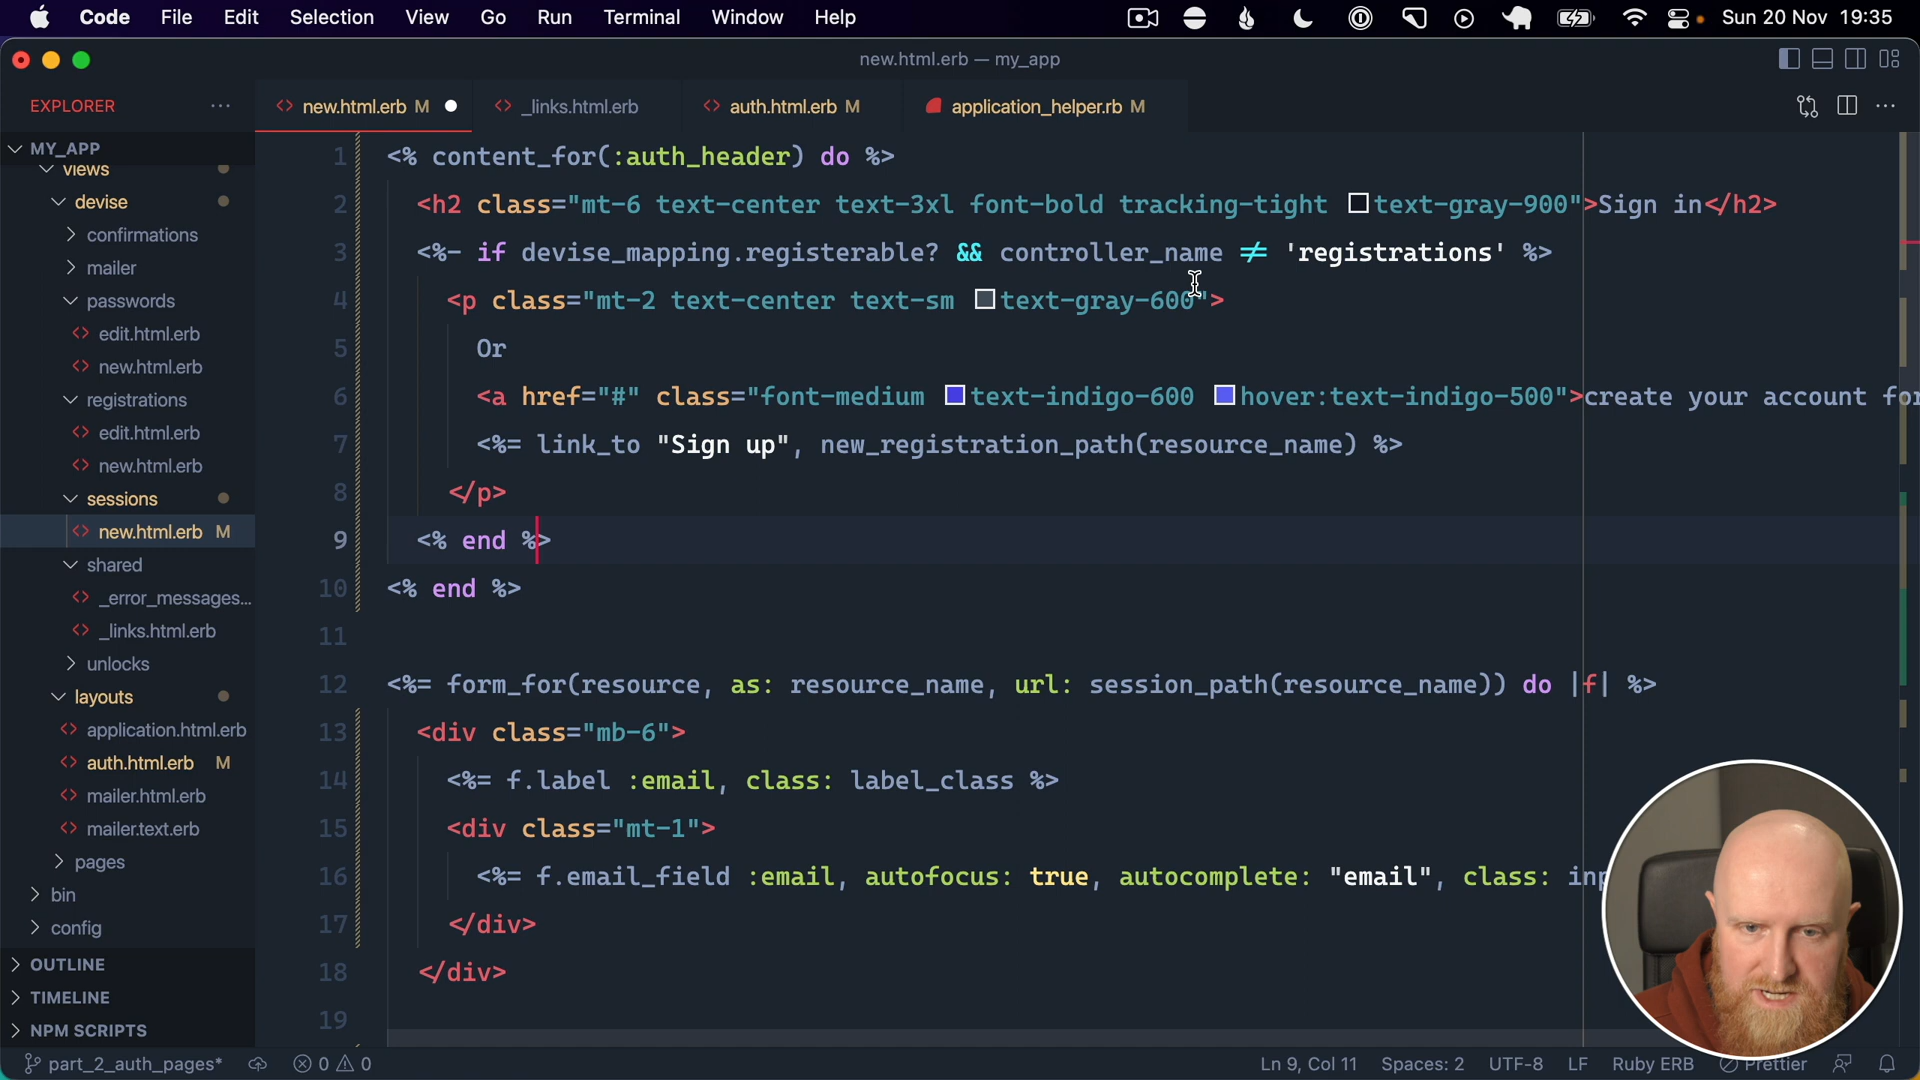 Code File Edit Selection View Go Run Terminal Window Help Sun 20 Nov 19:35
new.html.erb — my_app
EXPLORER
new.html.erb M
_links.html.erb
auth.html.erb M
application_helper.rb M
MY_APP
views
devise
confirmations
mailer
passwords
edit.html.erb
new.html.erb
registrations
edit.html.erb
new.html.erb
sessions
new.html.erb M
shared
_error_messages...
_links.html.erb
unlocks
layouts
application.html.erb
auth.html.erb M
mailer.html.erb
mailer.text.erb
pages
bin
config
OUTLINE
TIMELINE
NPM SCRIPTS
1 <% content_for(:auth_header) do %>
2 <h2 class="mt-6 text-center text-3xl font-bold tracking-tight text-gray-900">Sign in</h2>
3 <%- if devise_mapping.registerable? && controller_name != 'registrations' %>
4 <p class="mt-2 text-center text-sm text-gray-600">
5 Or
6 <a href="#" class="font-medium text-indigo-600 hover:text-indigo-500">create your account for
7 <%= link_to "Sign up", new_registration_path(resource_name) %>
8 </p>
9 <% end %>
10 <% end %>
11
12 <%= form_for(resource, as: resource_name, url: session_path(resource_name)) do |f| %>
13 <div class="mb-6">
14 <%= f.label :email, class: label_class %>
15 <div class="mt-1">
16 <%= f.email_field :email, autofocus: true, autocomplete: "email", class: inp
17 </div>
18 </div>
19
part_2_auth_pages* 0 0 Ln 9, Col 11 Spaces: 2 UTF-8 LF Ruby ERB Prettier